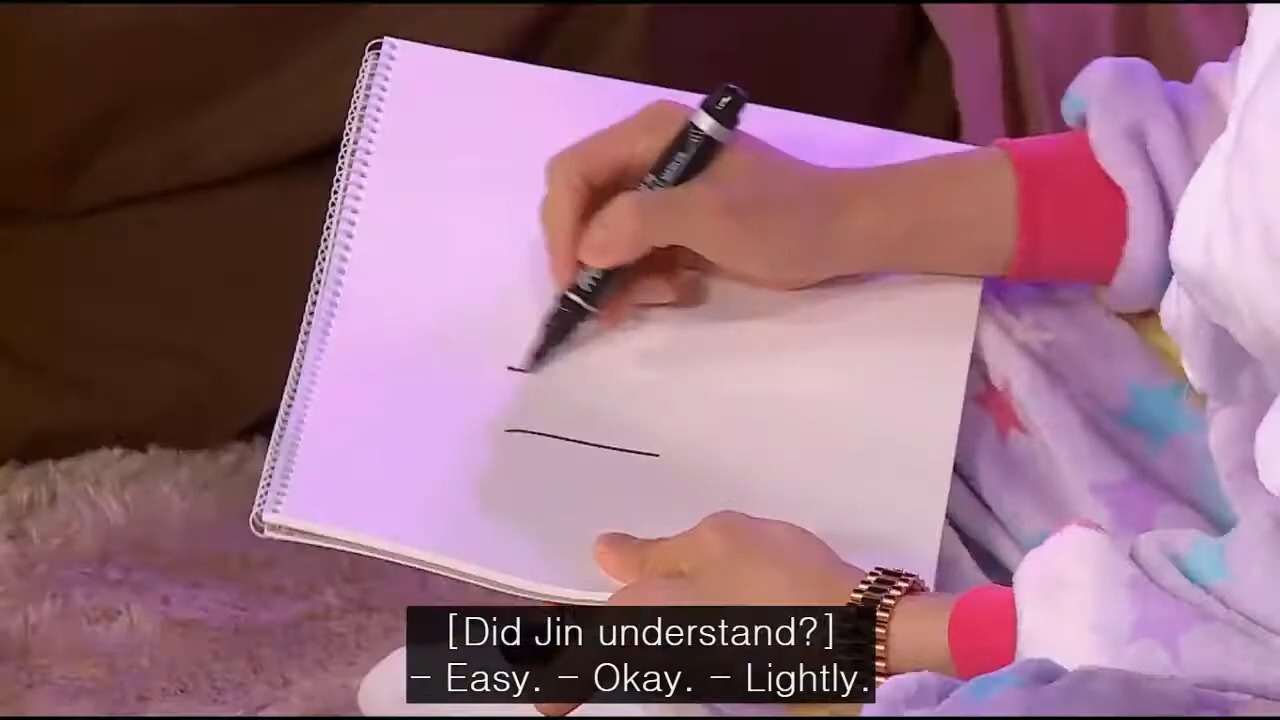 [Did Jin understand?]
– Easy. – Okay. – Lightly.